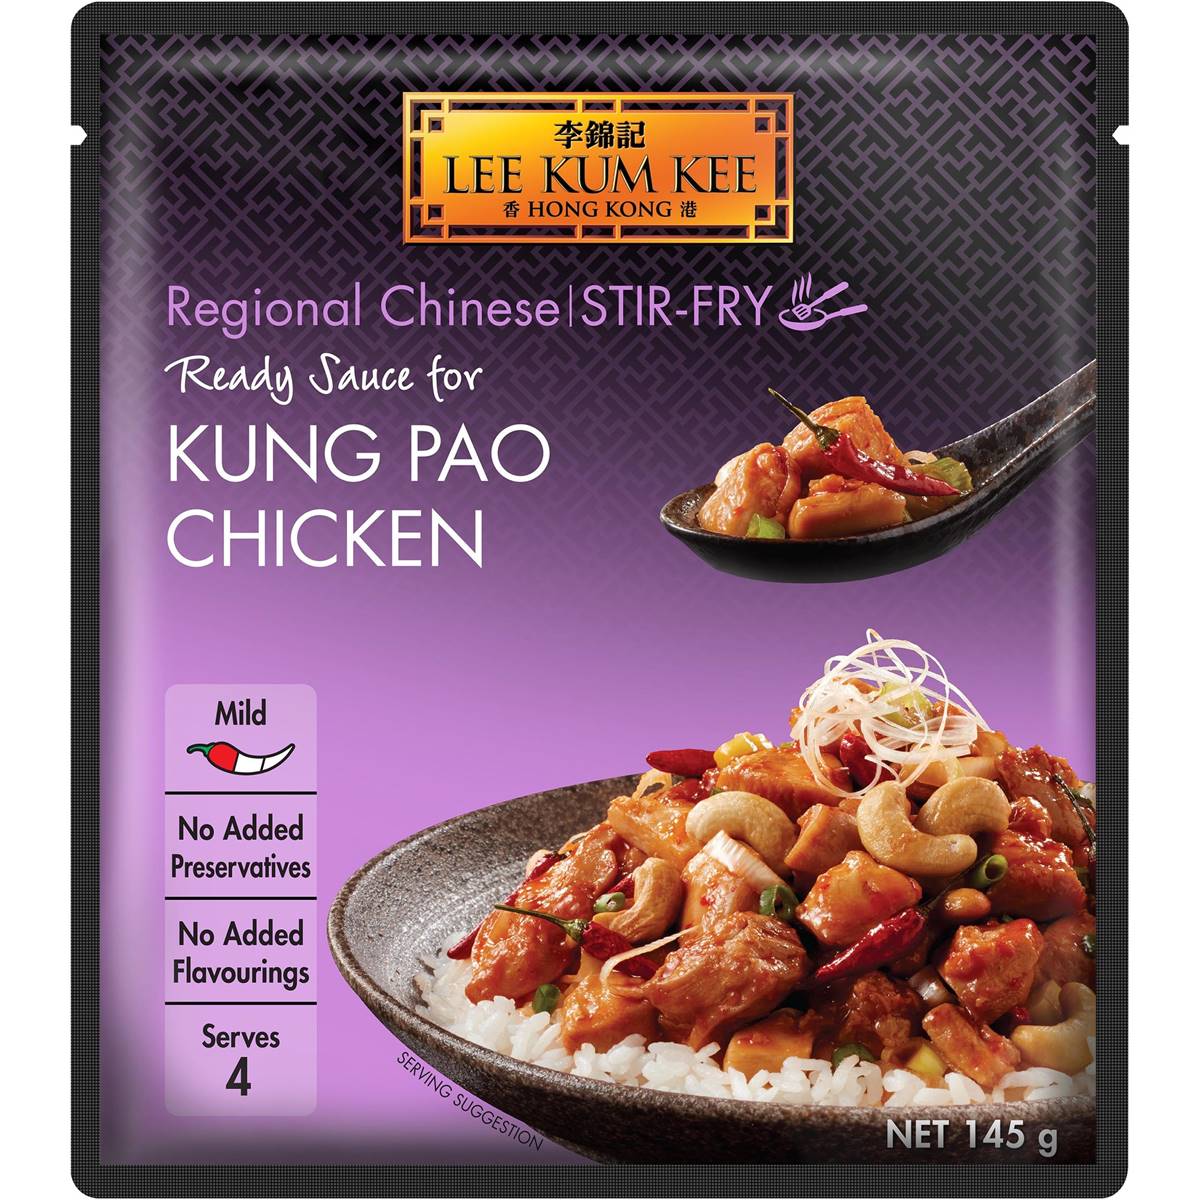 李錦記
LEE KUM KEE
香 HONG KONG 港
Regional Chinese|STIR-FRY
Ready Sauce for
KUNG PAO
CHICKEN
Mild
No Added
Preservatives
No Added
Flavourings
Serves
4
SERVING SUGGESTION
NET 145 g